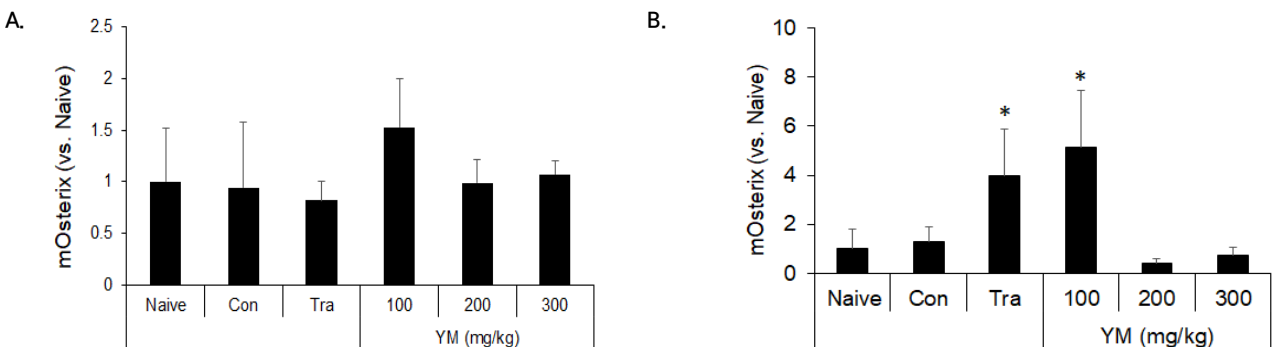 A.
2.5
2
1.5
1
0.5
0
mOsterix (vs. Naive)
Naive Con Tra 100 200 300
YM (mg/kg)
B.
10
8
6
4
2
0
mOsterix (vs. Naive)
* *
Naive Con Tra 100 200 300
YM (mg/kg)